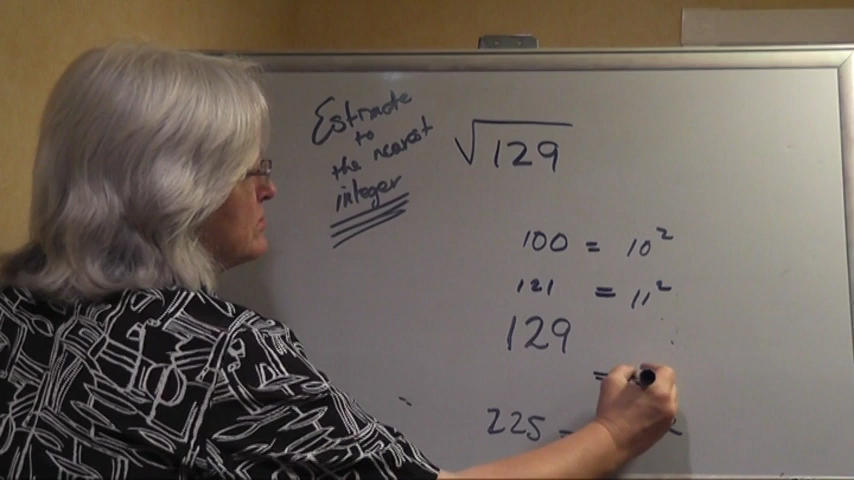 Estimate
to
the nearest
integer
√129
100 = 10²
121 = 11²
129
=
225 =